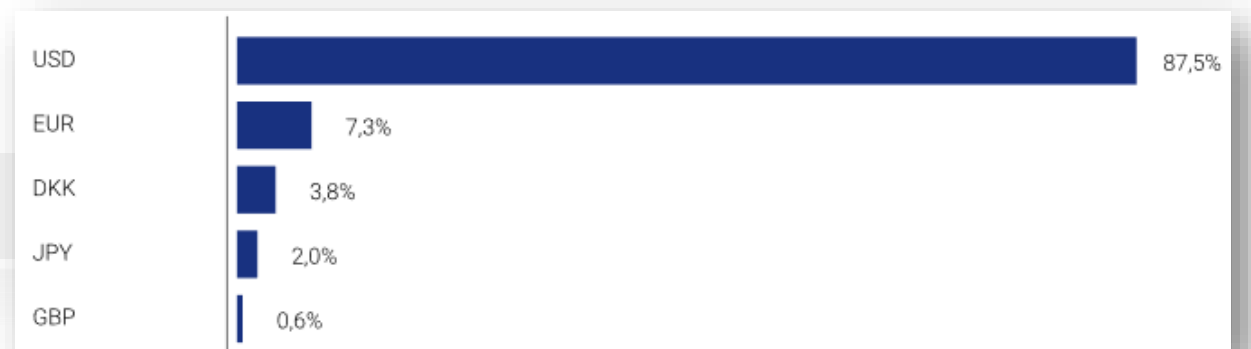 USD 87,5%
EUR 7,3%
DKK 3,8%
JPY 2,0%
GBP 0,6%